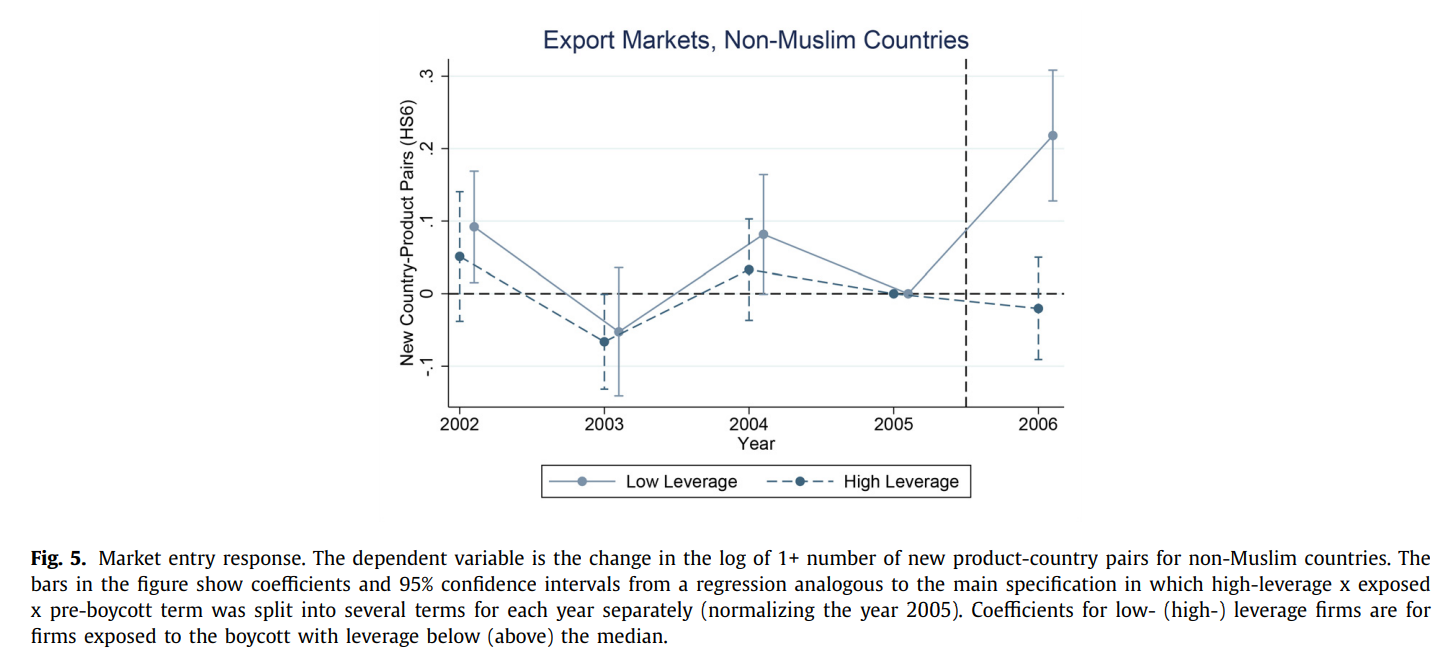 Export Markets, Non-Muslim Countries
New Country-Product Pairs (HS6)
.3
.2
.1
0
-.1
2002 2003 2004 2005 2006
Year
Low Leverage High Leverage
Fig. 5. Market entry response. The dependent variable is the change in the log of 1+ number of new product-country pairs for non-Muslim countries. The
bars in the figure show coefficients and 95% confidence intervals from a regression analogous to the main specification in which high-leverage x exposed
x pre-boycott term was split into several terms for each year separately (normalizing the year 2005). Coefficients for low- (high-) leverage firms are for
firms exposed to the boycott with leverage below (above) the median.